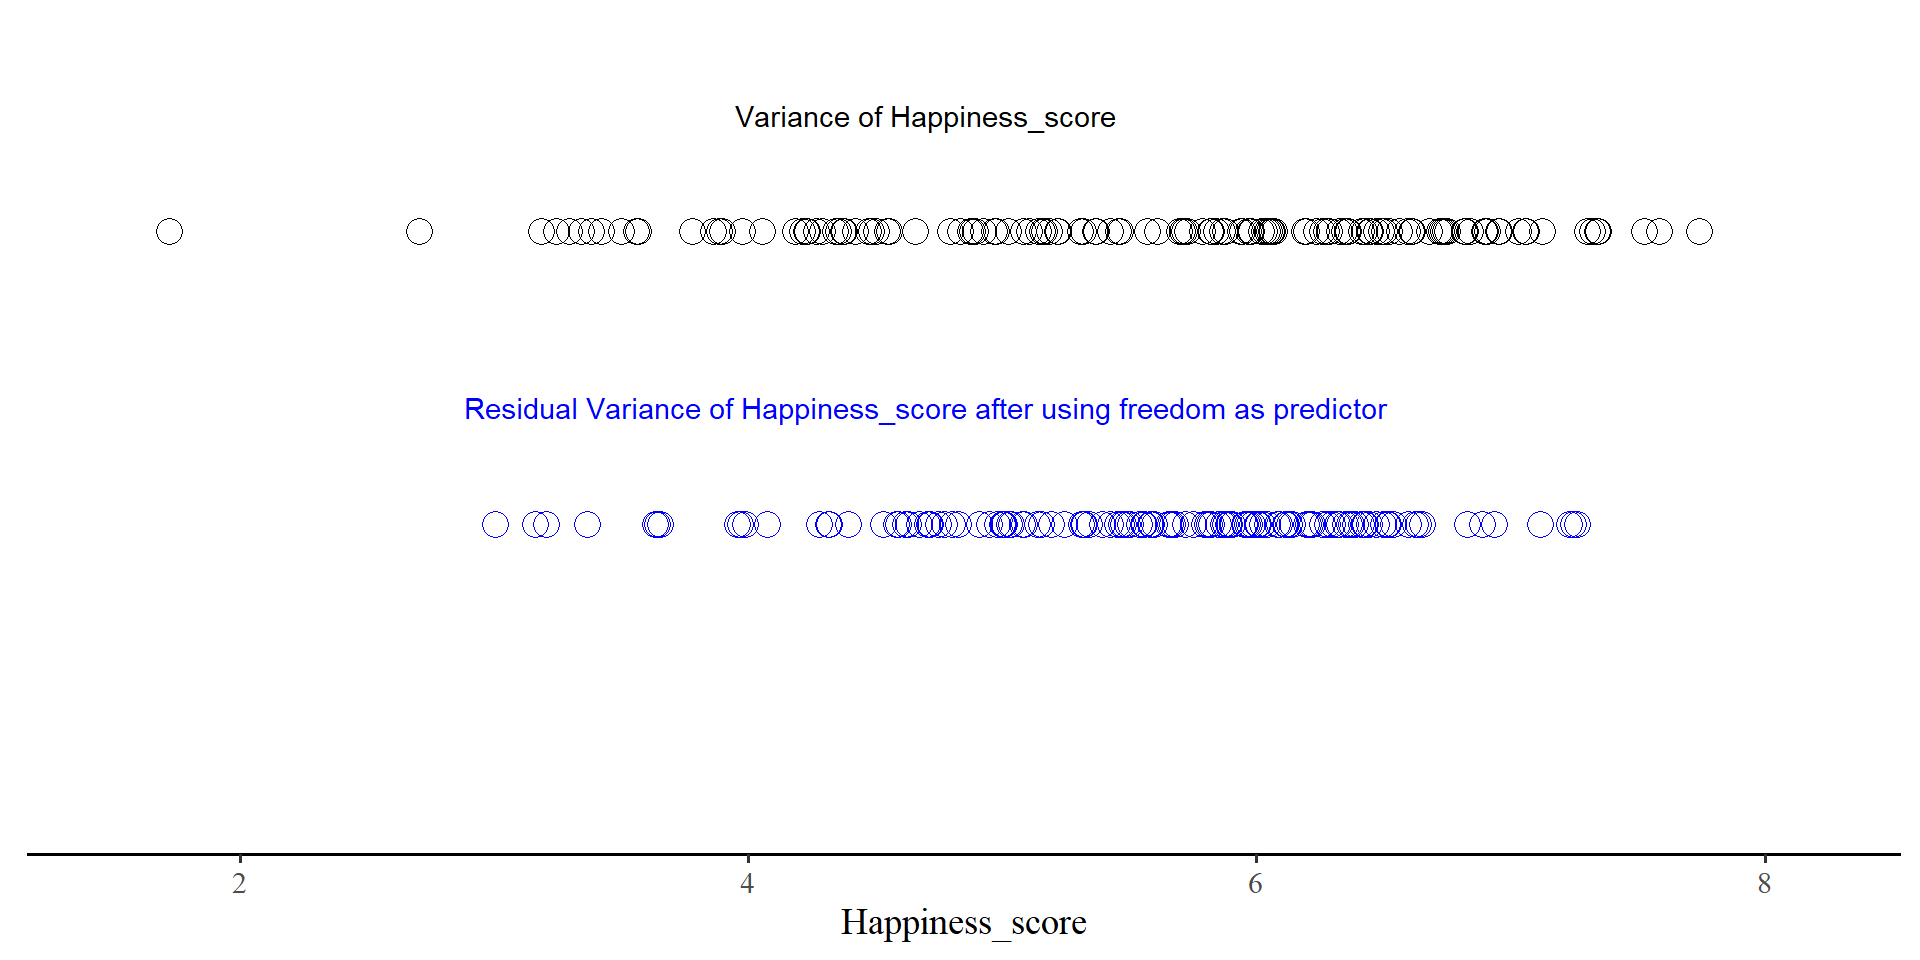 Variance of Happiness_score
Residual Variance of Happiness_score after using freedom as predictor
2 4 6 8
Happiness_score